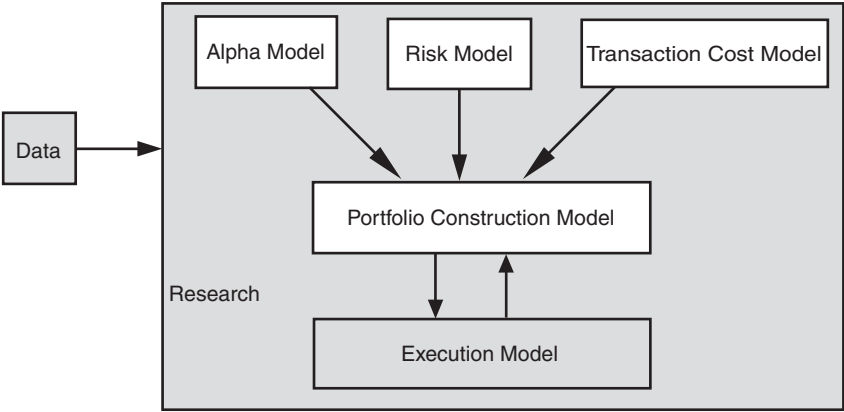 Alpha Model
Risk Model
Transaction Cost Model
Data
Portfolio Construction Model
Research
Execution Model